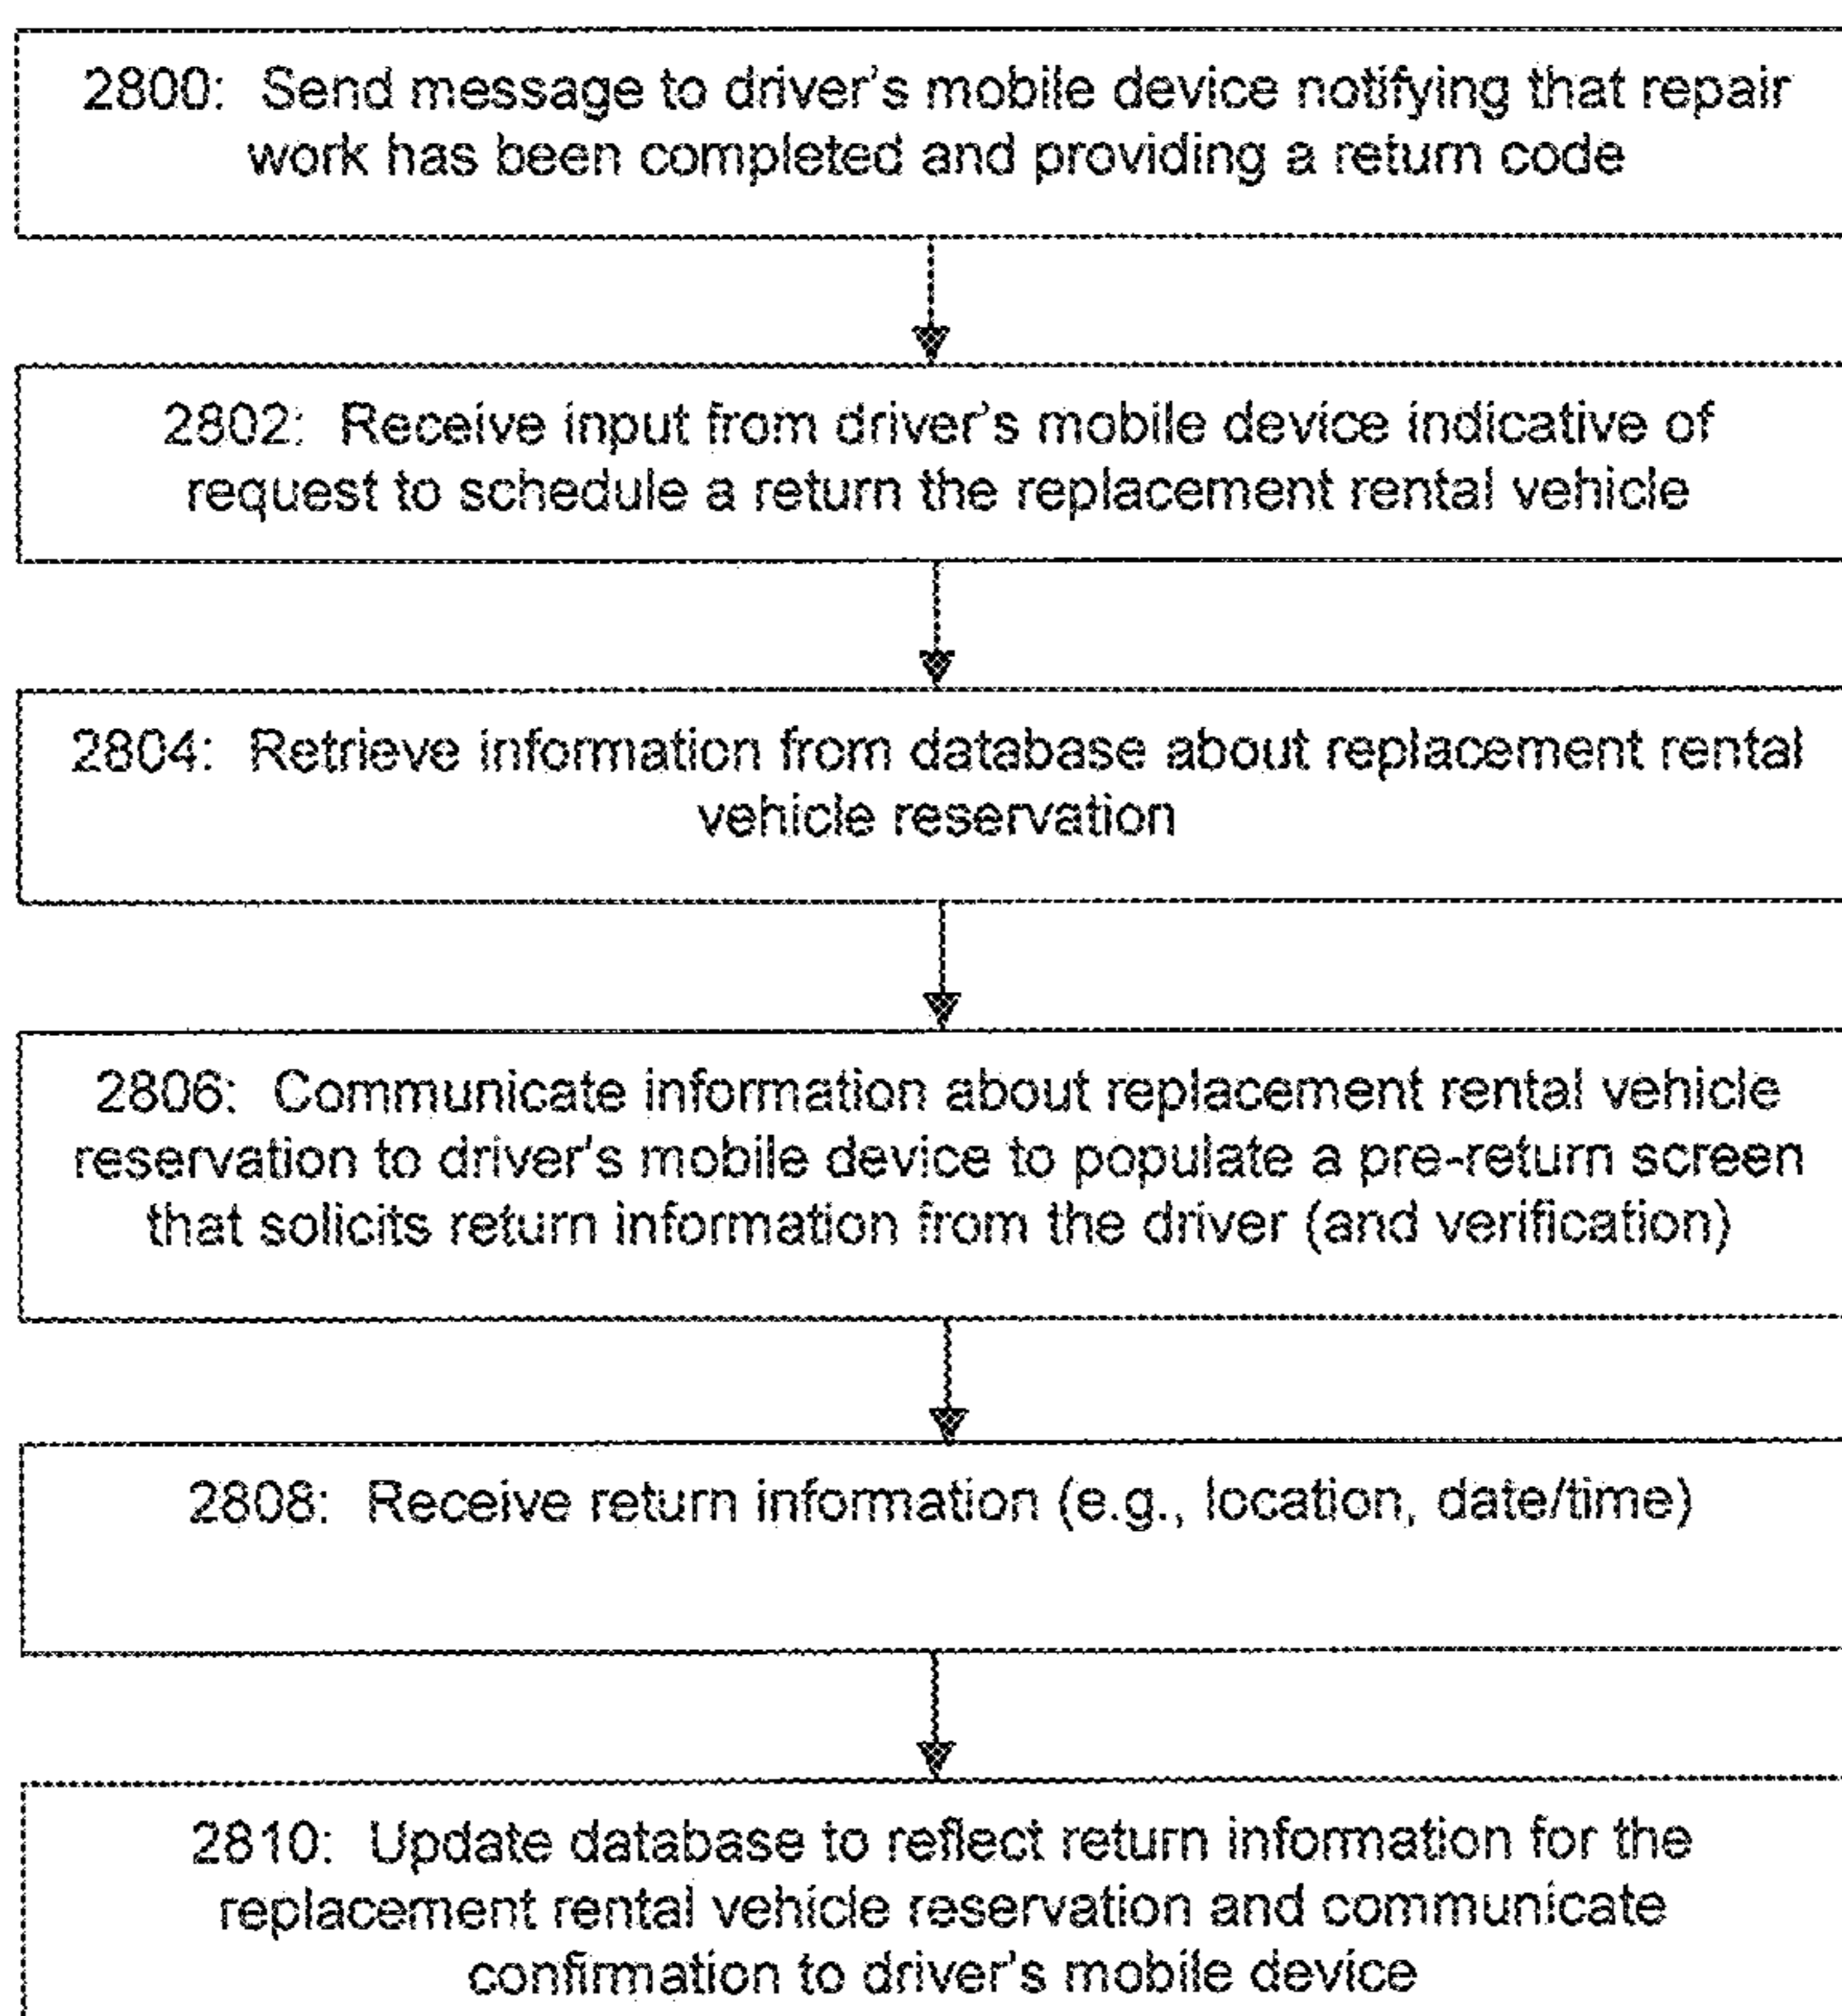 2800: Send message to driver's mobile device notifying that repair
work has been completed and providing a return code
2802: Receive input from driver's mobile device indicative of
request to schedule a return the replacement rental vehicle
2804: Retrieve information from database about replacement rental
vehicle reservation
2806: Communicate information about replacement rental vehicle
reservation to driver's mobile device to populate a pre-return screen
that solicits return information from the driver (and verification)
2808: Receive return information (e.g., location, date/time)
2810: Update database to reflect return information for the
replacement rental vehicle reservation and communicate
confirmation to driver's mobile device